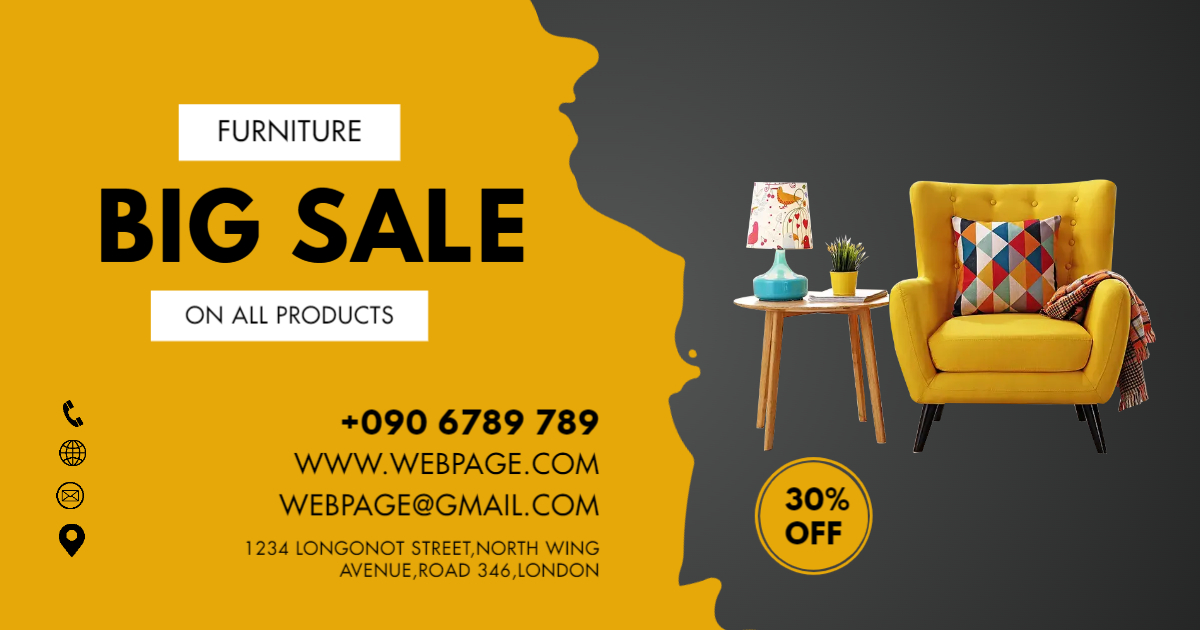 FURNITURE
BIG SALE
ON ALL PRODUCTS
+090 6789 789
WWW.WEBPAGE.COM
WEBPAGE@GMAIL.COM
1234 LONGONOT STREET,NORTH WING
AVENUE,ROAD 346,LONDON
30%
OFF